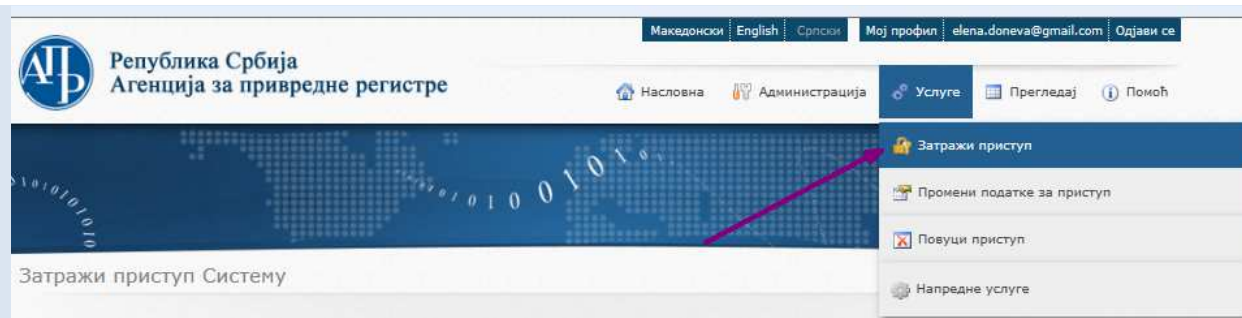 Македонски English Српски Мој профил elena.doneva@gmail.com Одјави се
АПР
Република Србија
Агенција за привредне регистре
Насловна Администрација Услуге Прегледај Помоћ
Затражи приступ
Промени податке за приступ
Повуци приступ
Напредне услуге
Затражи приступ Систему